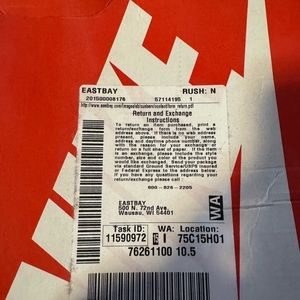 EASTBAY RUSH: N
201500008176 57114195 1
Return and Exchange
Instructions
To return an item purchased, print a
return/exchange form from the web
address above. If there is no web address
present, please include your name,
address and daytime phone number, along
with the reason for your exchange or
return on a full sheet of paper. If the item
is an exchange, indicate the style number,
size and color of the product you
would like exchanged. Send your package
via standard Ground Service/USPS Ground
or Federal Express to the address below.
If you have any questions regarding
return/exchange please call:
800-826-2205
EASTBAY
500 N. 72nd Ave.
Wausau, WI 54401
WA
Task ID: WA: Location:
11590972 I 75C15H01
76261100 10.5
NIKE